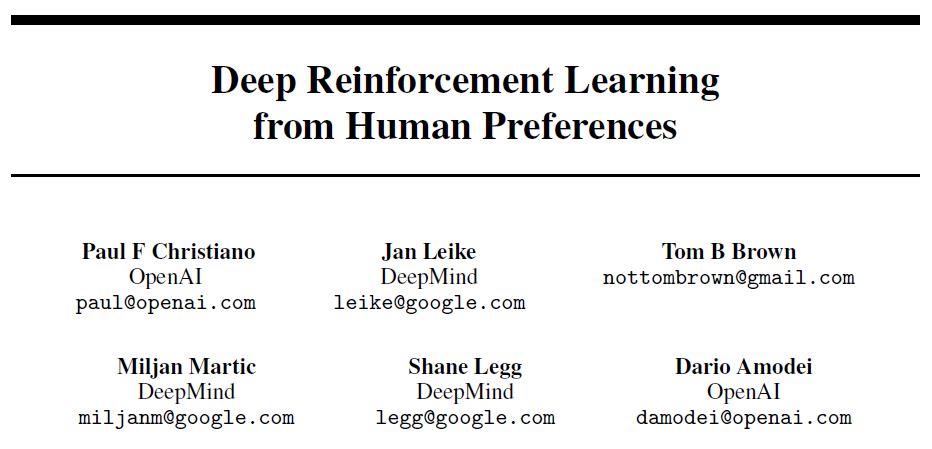 Deep Reinforcement Learning
from Human Preferences
Paul F Christiano
OpenAI
paul@openai.com
Jan Leike
DeepMind
leike@google.com
Tom B Brown
nottombrown@gmail.com
Miljan Martic
DeepMind
miljanm@google.com
Shane Legg
DeepMind
legg@google.com
Dario Amodei
OpenAI
damodei@openai.com